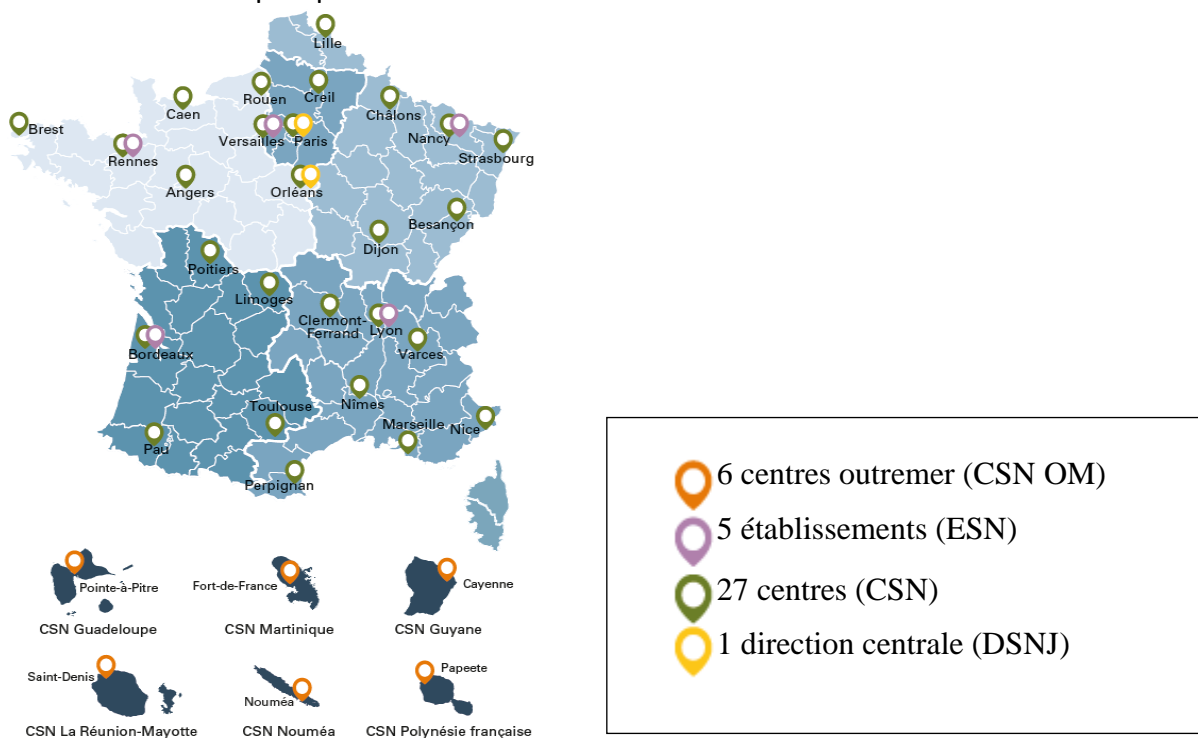 Lille
Rouen
Creil
Caen
Châlons
Brest
Versailles
Paris
Nancy
Rennes
Strasbourg
Angers
Orléans
Besançon
Dijon
Poitiers
Limoges
Clermont-
Ferrand
Lyon
Bordeaux
Varces
Nîmes
Toulouse
Marseille
Nice
Pau
Perpignan
Pointe-à-Pitre
CSN Guadeloupe
Fort-de-France
CSN Martinique
Cayenne
CSN Guyane
Saint-Denis
CSN La Réunion-Mayotte
Nouméa
CSN Nouméa
Papeete
CSN Polynésie française
6 centres outremer (CSN OM)
5 établissements (ESN)
27 centres (CSN)
1 direction centrale (DSNJ)